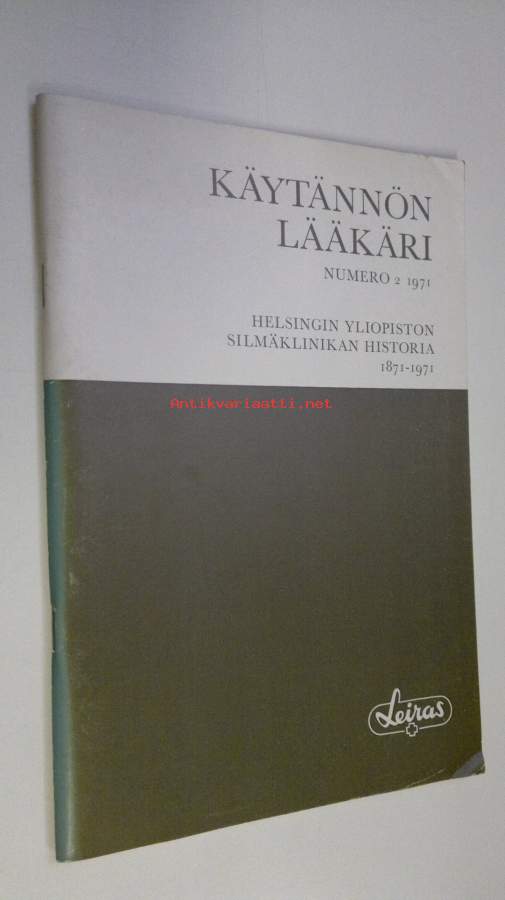 KÄYTÄNNÖN
LÄÄKÄRI
NUMERO 2 1971
HELSINGIN YLIOPISTON
SILMÄKLINIKAN HISTORIA
1871-1971
Antikvariaatti.net
Leiras